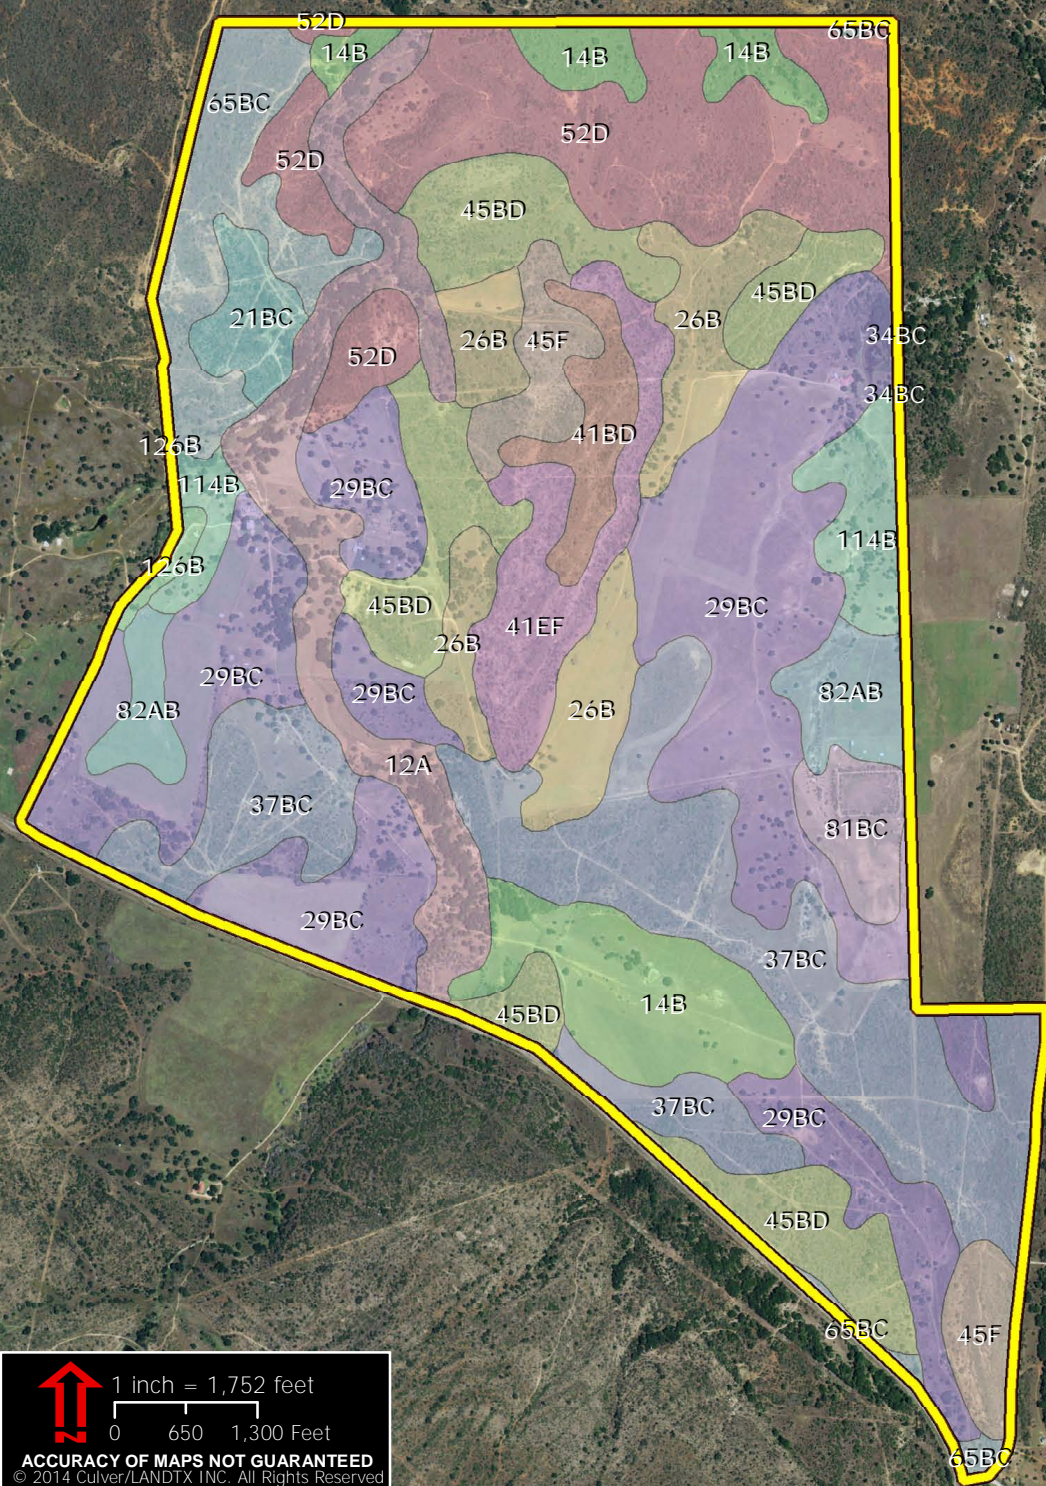 52D
65BC
14B
14B
14B
65BC
52D
52D
45BD
45BD
21BC
26B
34BC
26B
45F
52D
34BC
41BD
126B
114B
29BC
114B
126B
45BD
29BC
41EF
26B
29BC
29BC
82AB
82AB
26B
12A
37BC
81BC
29BC
37BC
14B
45BD
37BC
29BC
45BD
65BC
45F
65BC
N
1 inch = 1,752 feet
0 650 1,300 Feet
ACCURACY OF MAPS NOT GUARANTEED
© 2014 Culver/LANDTX INC. All Rights Reserved